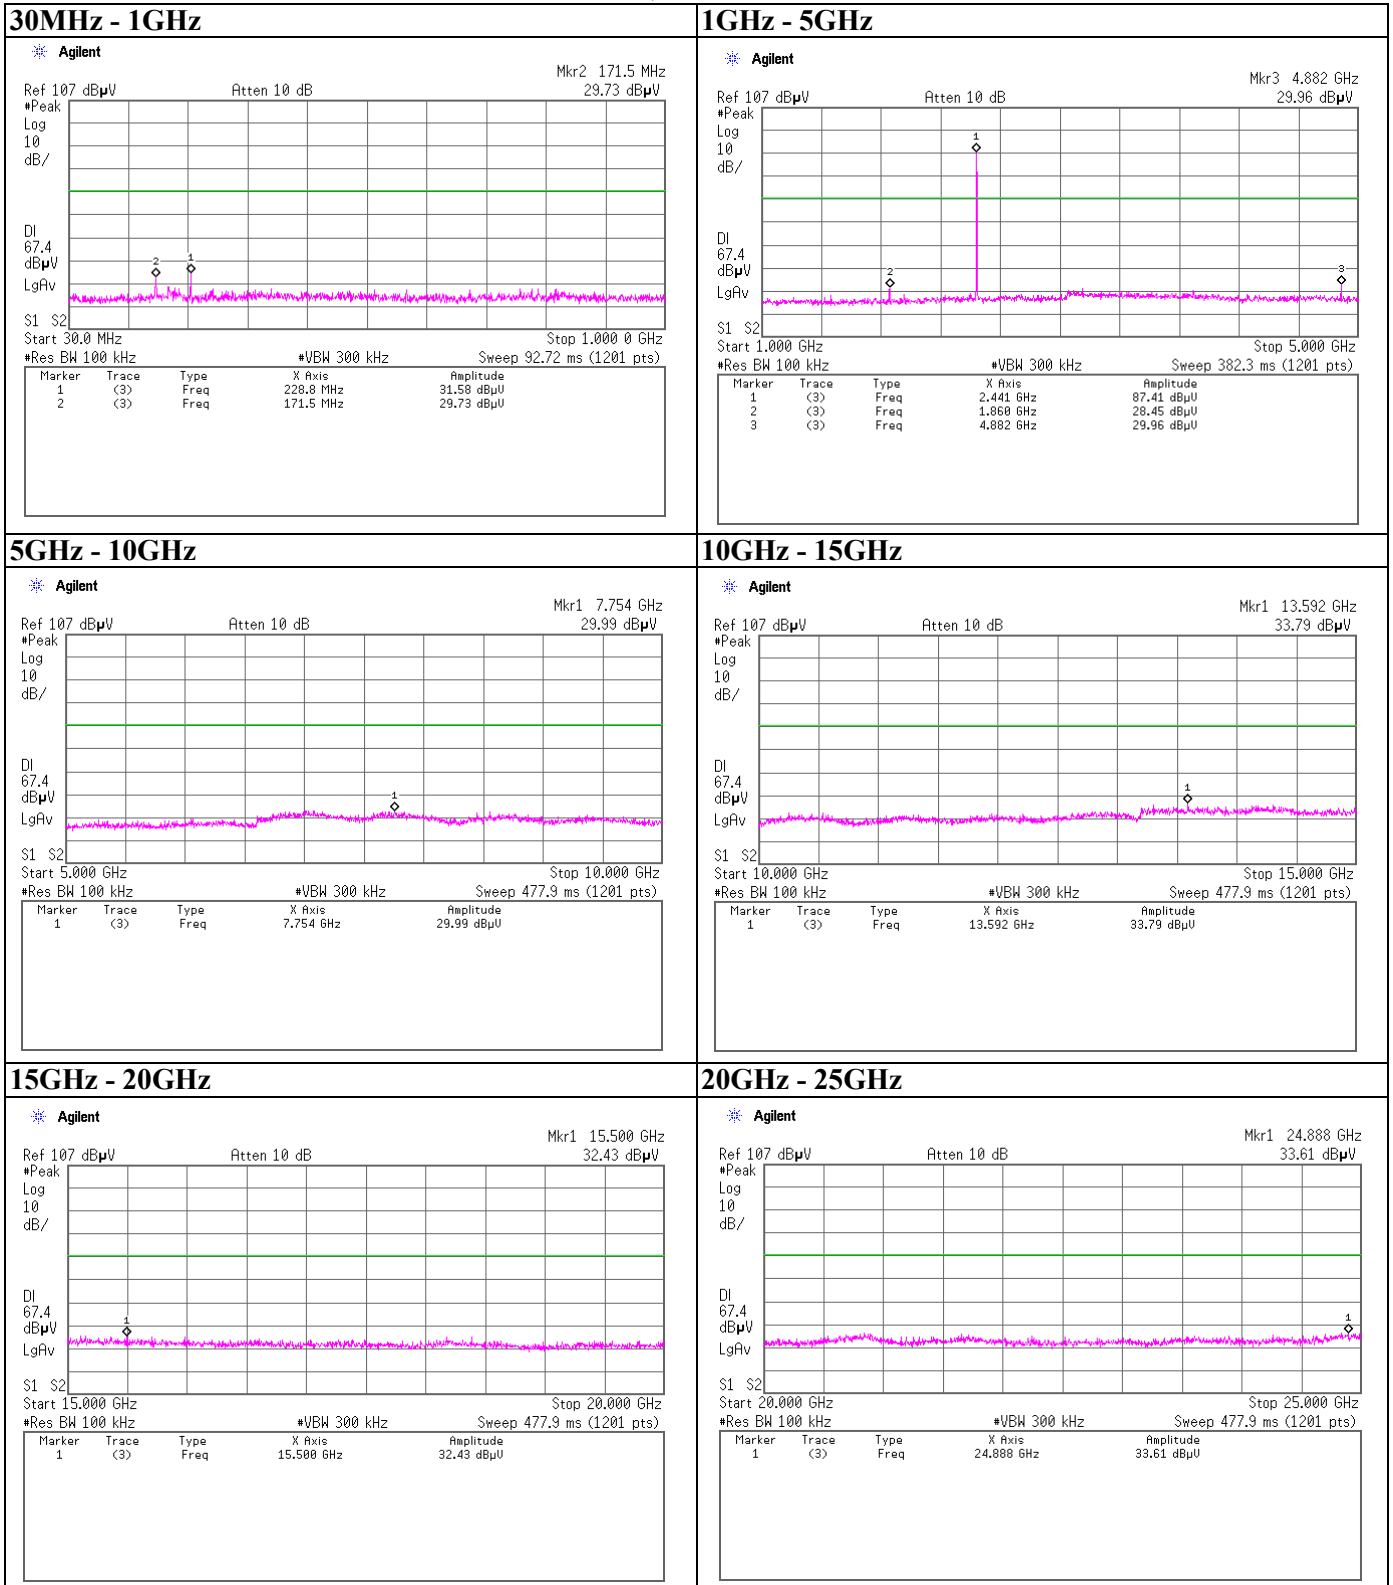 30MHz - 1GHz
Agilent
Mkr2 171.5 MHz
Ref 107 dBµV Atten 10 dB 29.73 dBµV
#Peak
Log
10
dB/
DI
67.4
dBµV
LgAv
S1 S2
2
1
Start 30.0 MHz Stop 1.000 0 GHz
#Res BW 100 kHz #VBW 300 kHz Sweep 92.72 ms (1201 pts)
Marker Trace Type X Axis Amplitude
1 (3) Freq 228.8 MHz 31.58 dBµV
2 (3) Freq 171.5 MHz 29.73 dBµV
1GHz - 5GHz
Agilent
Mkr3 4.882 GHz
Ref 107 dBµV Atten 10 dB 29.96 dBµV
#Peak
Log
10
dB/
DI
67.4
dBµV
LgAv
S1 S2
1
2
3
Start 1.000 GHz Stop 5.000 GHz
#Res BW 100 kHz #VBW 300 kHz Sweep 382.3 ms (1201 pts)
Marker Trace Type X Axis Amplitude
1 (3) Freq 2.441 GHz 87.41 dBµV
2 (3) Freq 1.860 GHz 28.45 dBµV
3 (3) Freq 4.882 GHz 29.96 dBµV
5GHz - 10GHz
Agilent
Mkr1 7.754 GHz
Ref 107 dBµV Atten 10 dB 29.99 dBµV
#Peak
Log
10
dB/
DI
67.4
dBµV
LgAv
S1 S2
1
Start 5.000 GHz Stop 10.000 GHz
#Res BW 100 kHz #VBW 300 kHz Sweep 477.9 ms (1201 pts)
Marker Trace Type X Axis Amplitude
1 (3) Freq 7.754 GHz 29.99 dBµV
10GHz - 15GHz
Agilent
Mkr1 13.592 GHz
Ref 107 dBµV Atten 10 dB 33.79 dBµV
#Peak
Log
10
dB/
DI
67.4
dBµV
LgAv
S1 S2
1
Start 10.000 GHz Stop 15.000 GHz
#Res BW 100 kHz #VBW 300 kHz Sweep 477.9 ms (1201 pts)
Marker Trace Type X Axis Amplitude
1 (3) Freq 13.592 GHz 33.79 dBµV
15GHz - 20GHz
Agilent
Mkr1 15.500 GHz
Ref 107 dBµV Atten 10 dB 32.43 dBµV
#Peak
Log
10
dB/
DI
67.4
dBµV
LgAv
S1 S2
1
Start 15.000 GHz Stop 20.000 GHz
#Res BW 100 kHz #VBW 300 kHz Sweep 477.9 ms (1201 pts)
Marker Trace Type X Axis Amplitude
1 (3) Freq 15.500 GHz 32.43 dBµV
20GHz - 25GHz
Agilent
Mkr1 24.888 GHz
Ref 107 dBµV Atten 10 dB 33.61 dBµV
#Peak
Log
10
dB/
DI
67.4
dBµV
LgAv
S1 S2
1
Start 20.000 GHz Stop 25.000 GHz
#Res BW 100 kHz #VBW 300 kHz Sweep 477.9 ms (1201 pts)
Marker Trace Type X Axis Amplitude
1 (3) Freq 24.888 GHz 33.61 dBµV